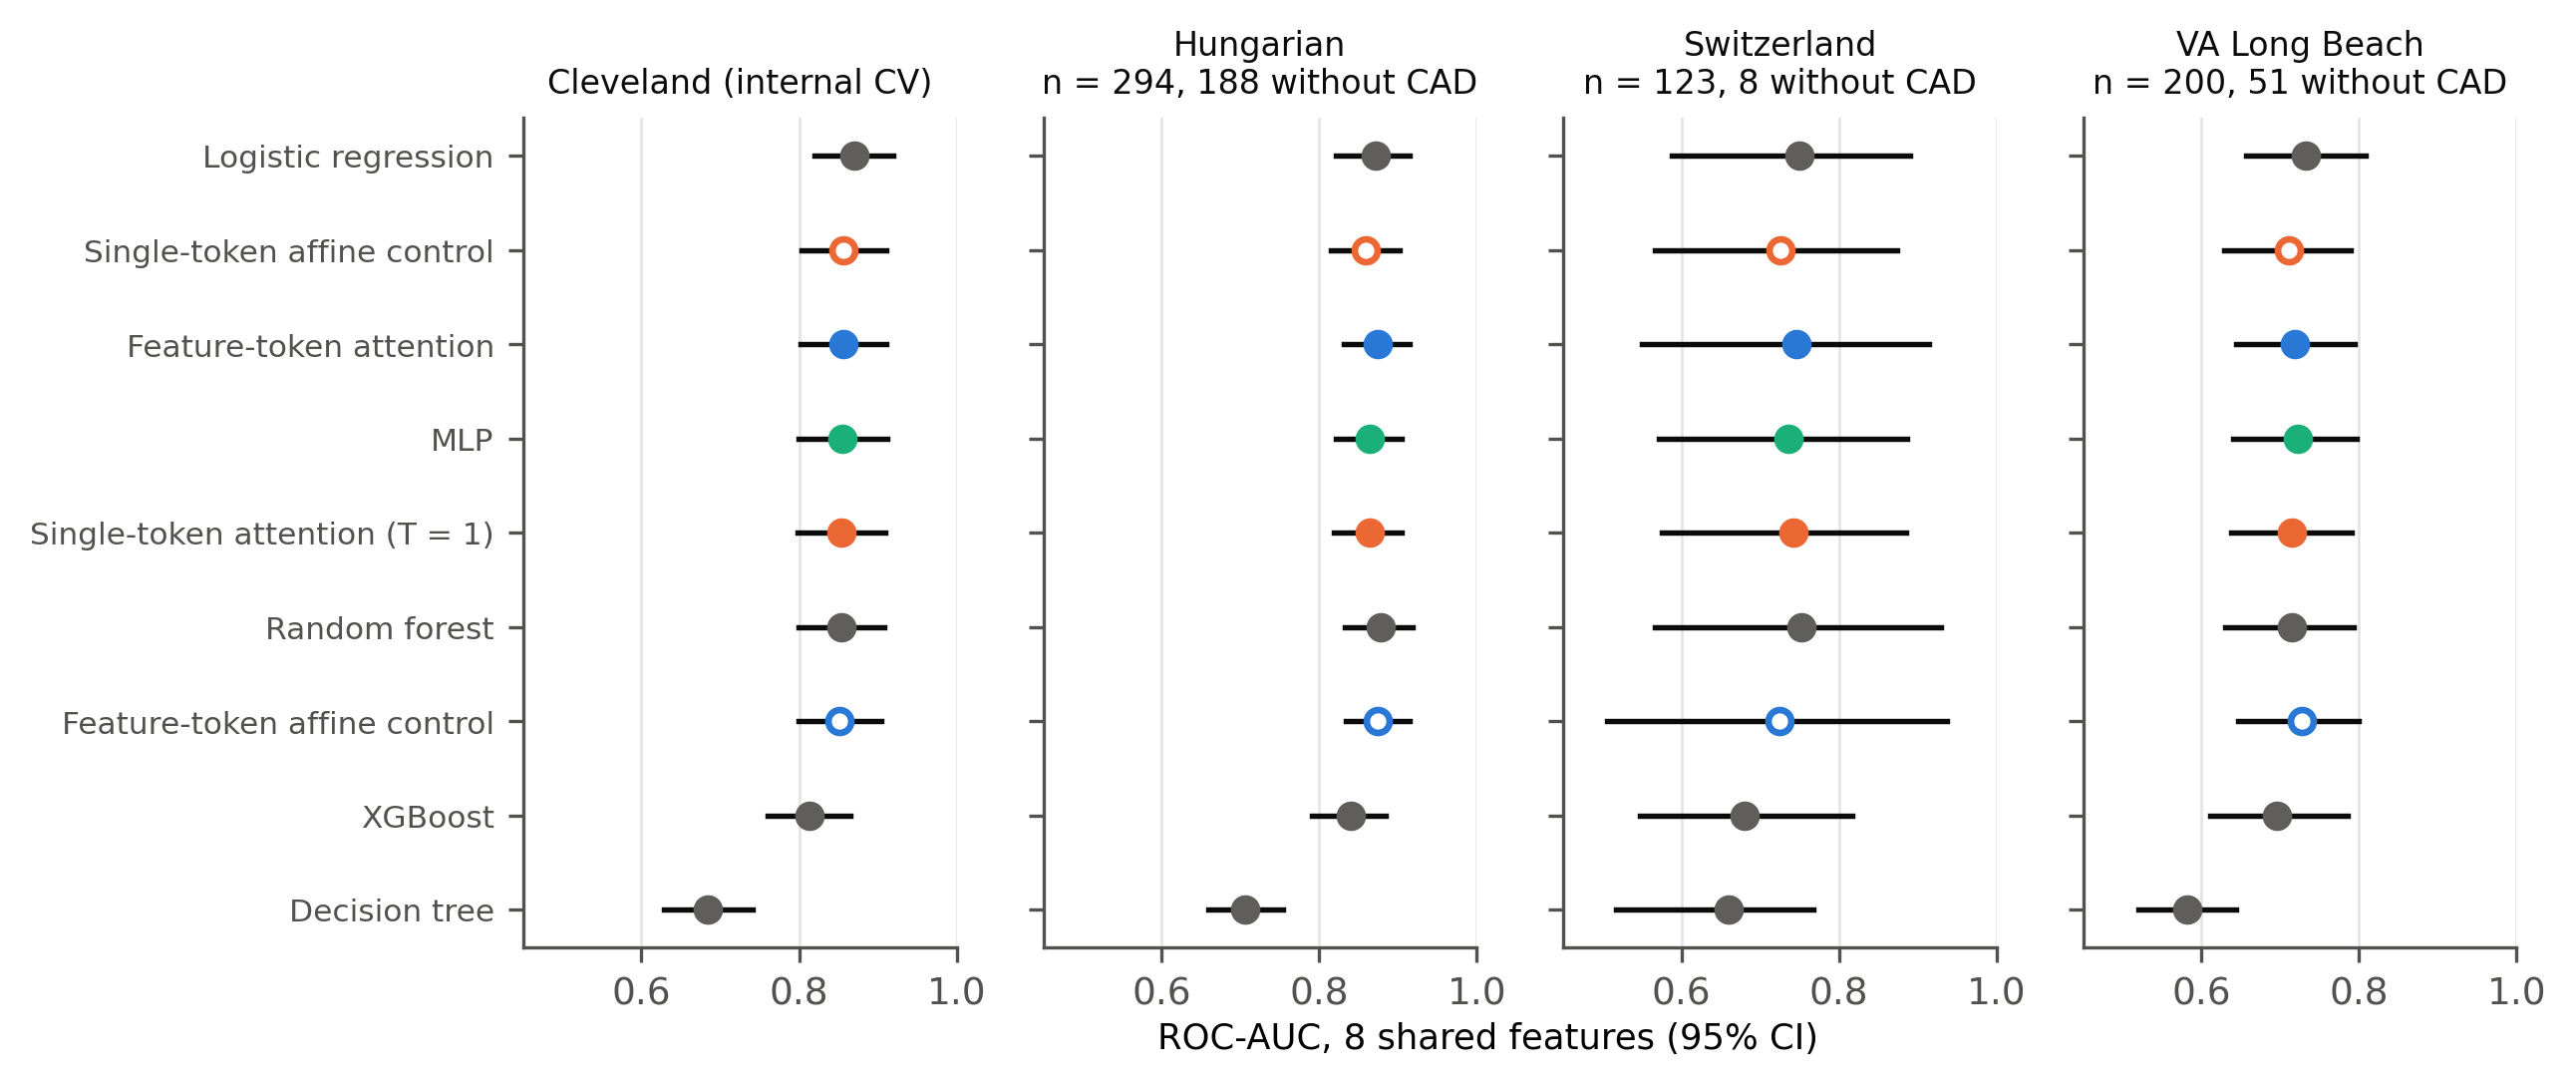 Cleveland (internal CV)
Hungarian
n = 294, 188 without CAD
Switzerland
n = 123, 8 without CAD
VA Long Beach
n = 200, 51 without CAD
Logistic regression
Single-token affine control
Feature-token attention
MLP
Single-token attention (T = 1)
Random forest
Feature-token affine control
XGBoost
Decision tree
0.6 0.8 1.0
0.6 0.8 1.0
0.6 0.8 1.0
0.6 0.8 1.0
ROC-AUC, 8 shared features (95% CI)